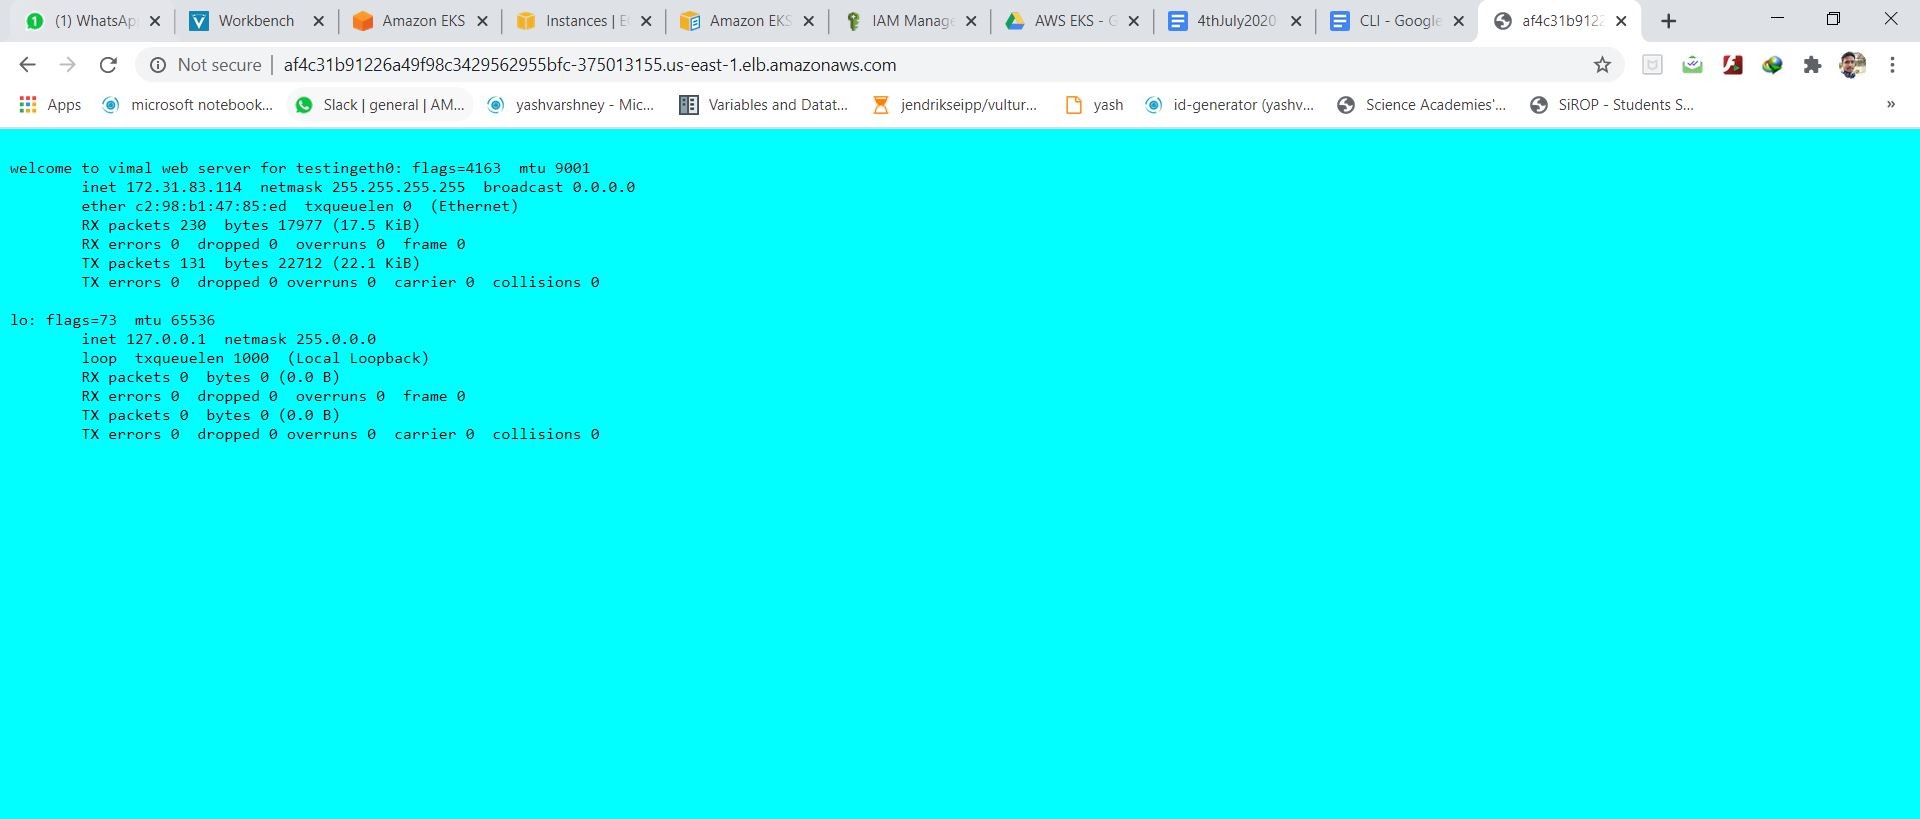 (1) WhatsAp
Workbench
Amazon EKS
Instances | E
Amazon EKS
IAM Manage
AWS EKS - G
4thJuly2020
CLI - Google
af4c31b9122
Not secure | af4c31b91226a49f98c3429562955bfc-375013155.us-east-1.elb.amazonaws.com
Apps
microsoft notebook...
Slack | general | AM...
yashvarshney - Mic...
Variables and Datat...
jendrikseipp/vultur...
yash
id-generator (yashv...
Science Academies'...
SiROP - Students S...
»
welcome to vimal web server for testingeth0: flags=4163  mtu 9001
        inet 172.31.83.114  netmask 255.255.255.255  broadcast 0.0.0.0
        ether c2:98:b1:47:85:ed  txqueuelen 0  (Ethernet)
        RX packets 230  bytes 17977 (17.5 KiB)
        RX errors 0  dropped 0  overruns 0  frame 0
        TX packets 131  bytes 22712 (22.1 KiB)
        TX errors 0  dropped 0 overruns 0  carrier 0  collisions 0
lo: flags=73  mtu 65536
        inet 127.0.0.1  netmask 255.0.0.0
        loop  txqueuelen 1000  (Local Loopback)
        RX packets 0  bytes 0 (0.0 B)
        RX errors 0  dropped 0  overruns 0  frame 0
        TX packets 0  bytes 0 (0.0 B)
        TX errors 0  dropped 0 overruns 0  carrier 0  collisions 0